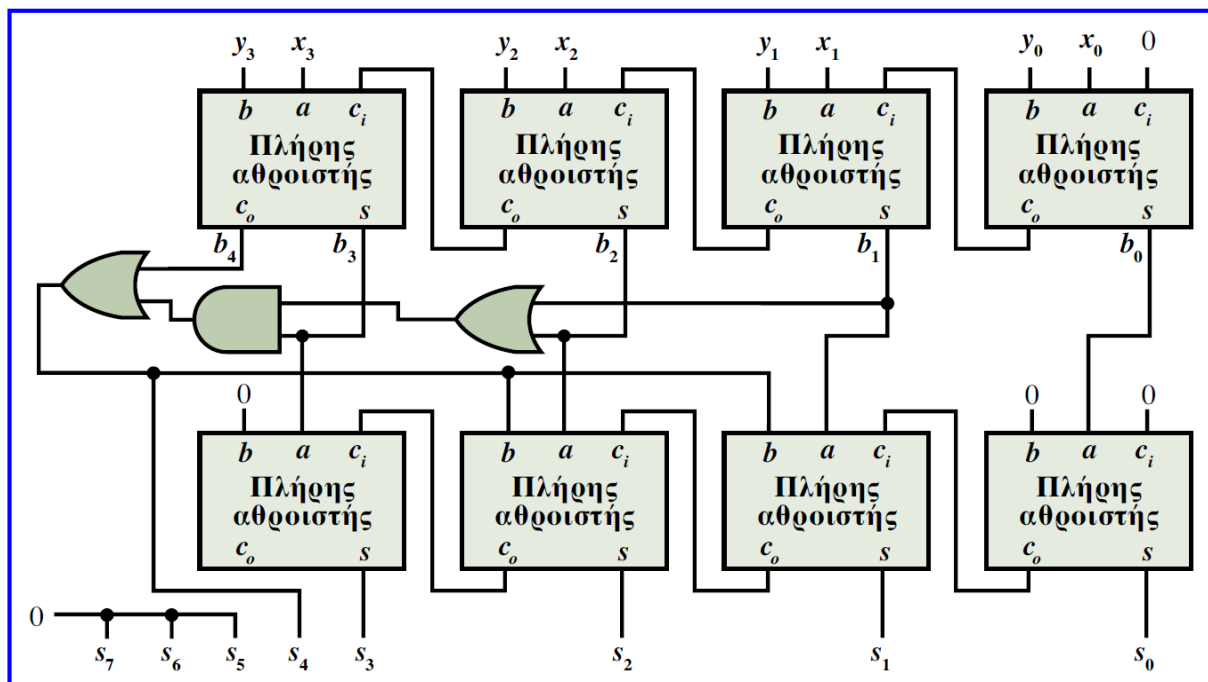 y3 x3 y2 x2 y1 x1 y0 x0 0
b a ci b a ci b a ci b a ci
Πλήρης Πλήρης Πλήρης Πλήρης
αθροιστής αθροιστής αθροιστής αθροιστής
co s co s co s co s
b4 b3 b2 b1 b0
0 0 0
b a ci b a ci b a ci b a ci
Πλήρης Πλήρης Πλήρης Πλήρης
αθροιστής αθροιστής αθροιστής αθροιστής
co s co s co s co s
0
s7 s6 s5 s4 s3 s2 s1 s0